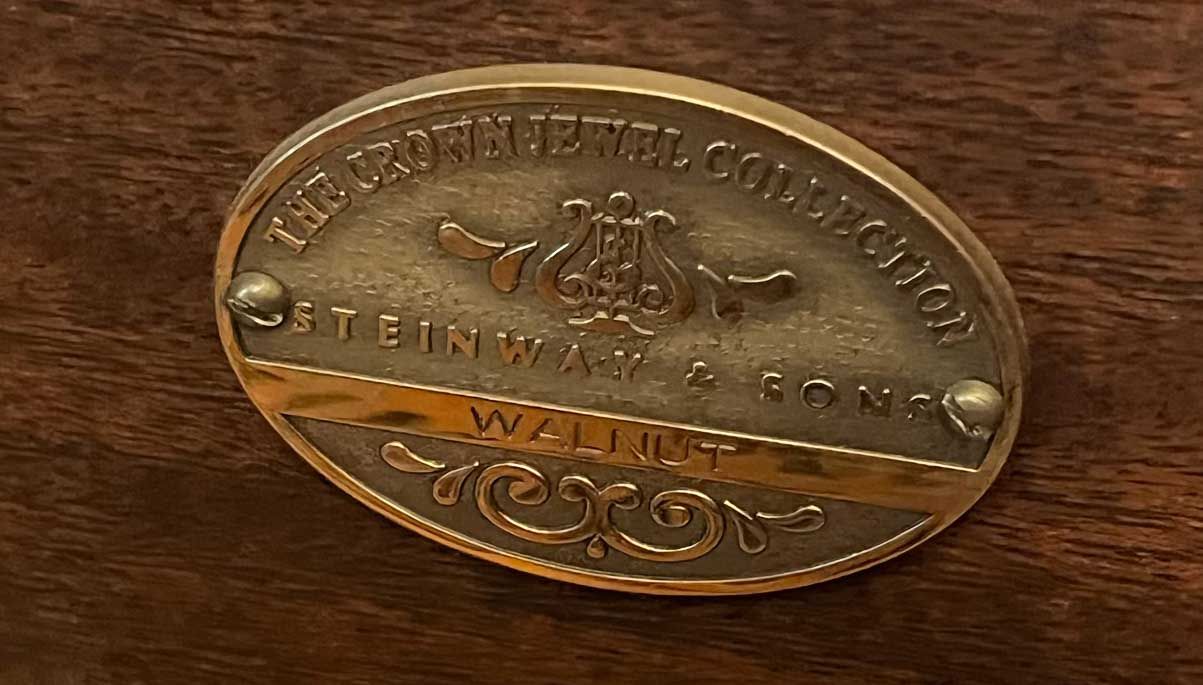 THE CROWN JEWEL COLLECTION
STEINWAY & SONS
WALNUT